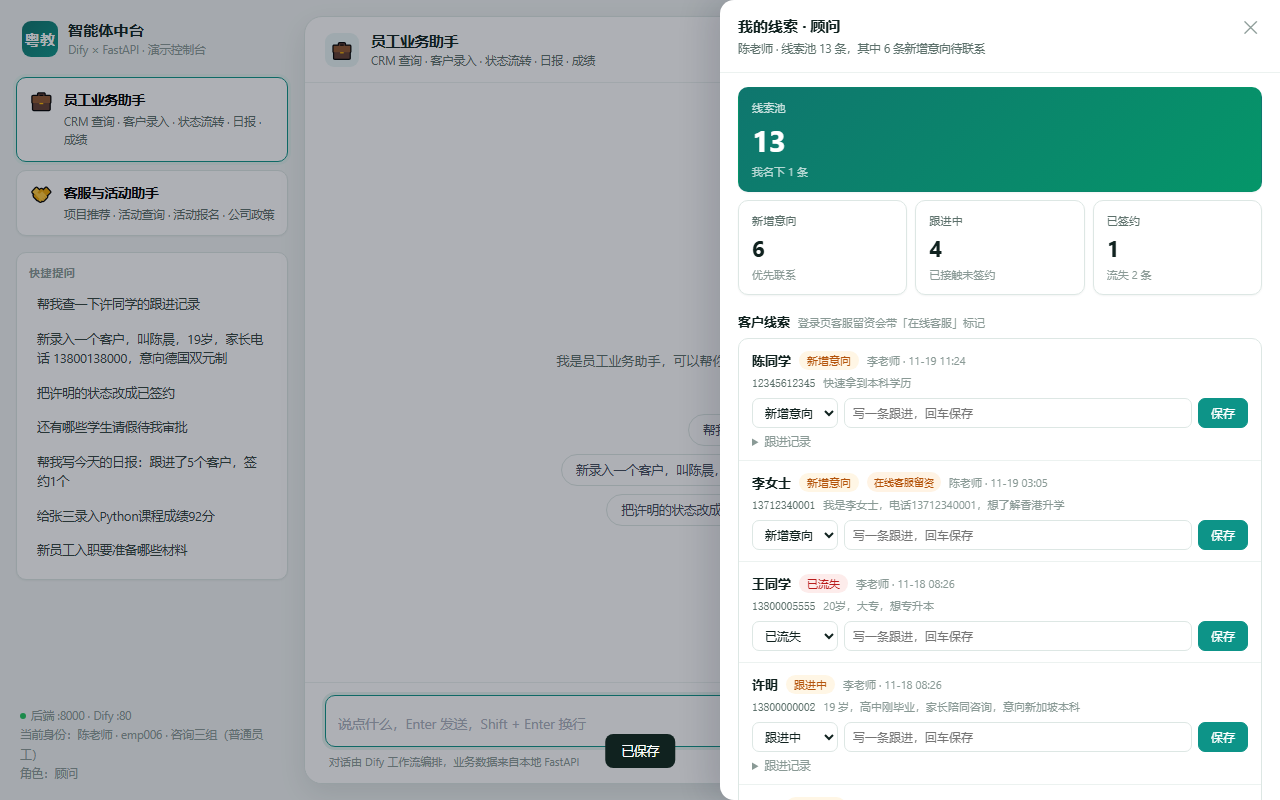 粤教
智能体中台
Dify × FastAPI · 演示控制台
员工业务助手
CRM 查询 · 客户录入 · 状态流转 · 日报 ·
成绩
客服与活动助手
项目推荐 · 活动查询 · 活动报名 · 公司政策
快捷提问
帮我查一下许同学的跟进记录
新录入一个客户，叫陈晨，19岁，家长电
话 13800138000，意向德国双元制
把许明的状态改成已签约
还有哪些学生请假待我审批
帮我写今天的日报：跟进了5个客户，签
约1个
给张三录入Python课程成绩92分
新员工入职要准备哪些材料
后端 :8000 · Dify :80
当前身份：陈老师 · emp006 · 咨询三组（普通员
工）
角色：顾问
员工业务助手
CRM 查询 · 客户录入 · 状态流转 · 日报 · 成绩
我是员工业务助手，可以帮你
帮我
新录入一个客户，叫陈晨，
把许明的状态改成
说点什么，Enter 发送，Shift + Enter 换行
对话由 Dify 工作流编排，业务数据来自本地 FastAPI
已保存
我的线索 · 顾问
陈老师 · 线索池 13 条，其中 6 条新增意向待联系
线索池
13
我名下 1 条
新增意向
6
优先联系
跟进中
4
已接触未签约
已签约
1
流失 2 条
客户线索 登录页客服留资会带「在线客服」标记
陈同学 新增意向 李老师 · 11-19 11:24
12345612345 快速拿到本科学历
新增意向 写一条跟进，回车保存 保存
跟进记录
李女士 新增意向 在线客服留资 陈老师 · 11-19 03:05
13712340001 我是李女士，电话13712340001，想了解香港升学
新增意向 写一条跟进，回车保存 保存
王同学 已流失 李老师 · 11-18 08:26
13800005555 20岁，大专，想专升本
已流失 写一条跟进，回车保存 保存
许明 跟进中 李老师 · 11-18 08:26
13800000002 19 岁，高中刚毕业，家长陪同咨询，意向新加坡本科
跟进中 写一条跟进，回车保存 保存
跟进记录